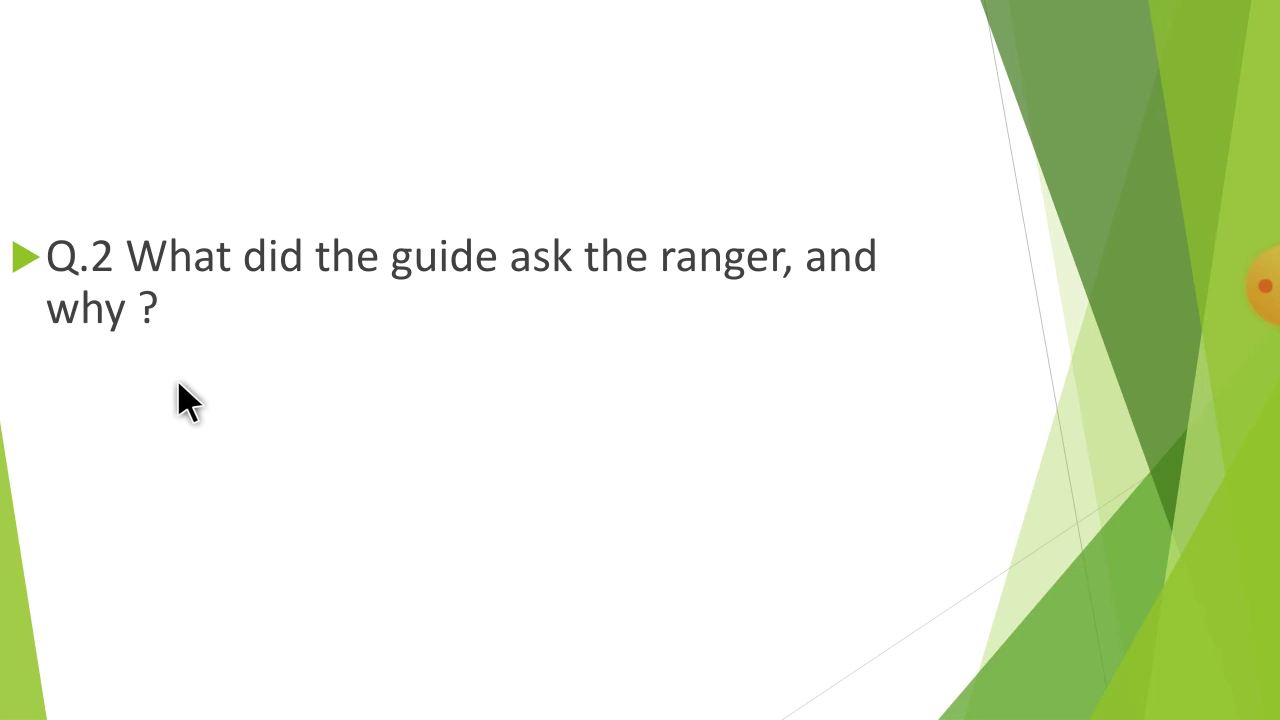 Q.2 What did the guide ask the ranger, and
why ?